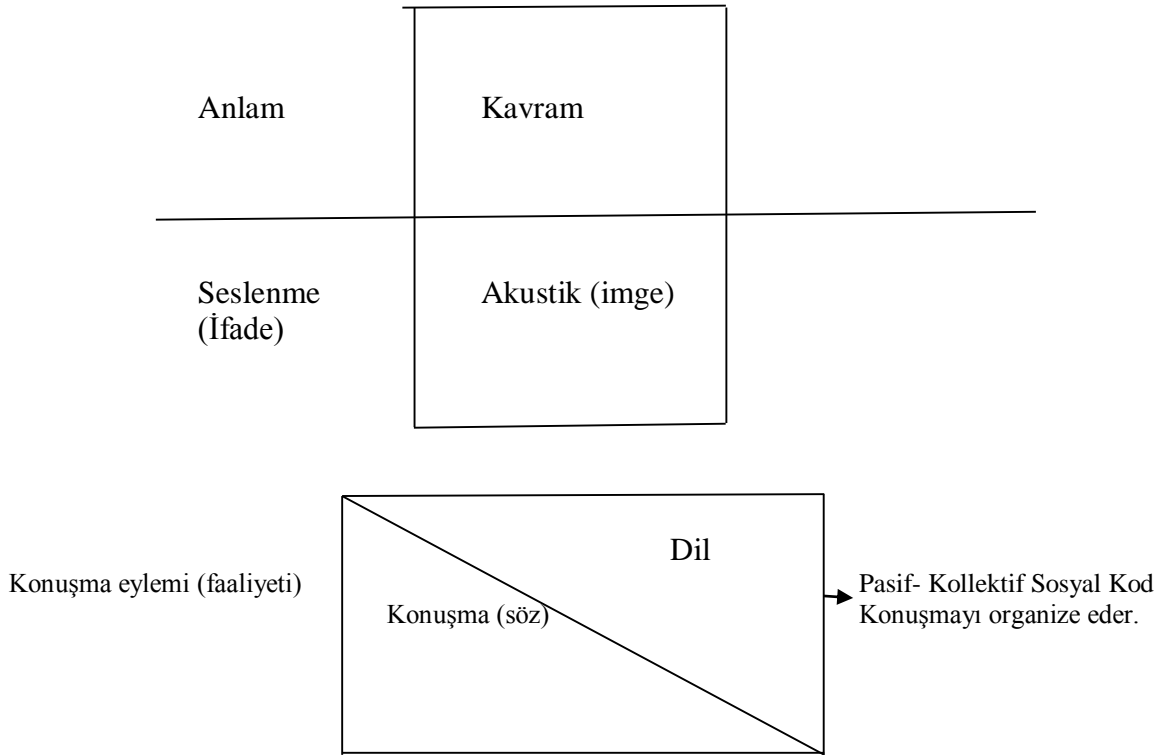 Anlam
Kavram
Seslenme
(İfade)
Akustik (imge)
Dil
Konuşma eylemi (faaliyeti)
Konuşma (söz)
Pasif- Kollektif Sosyal Kod
Konuşmayı organize eder.